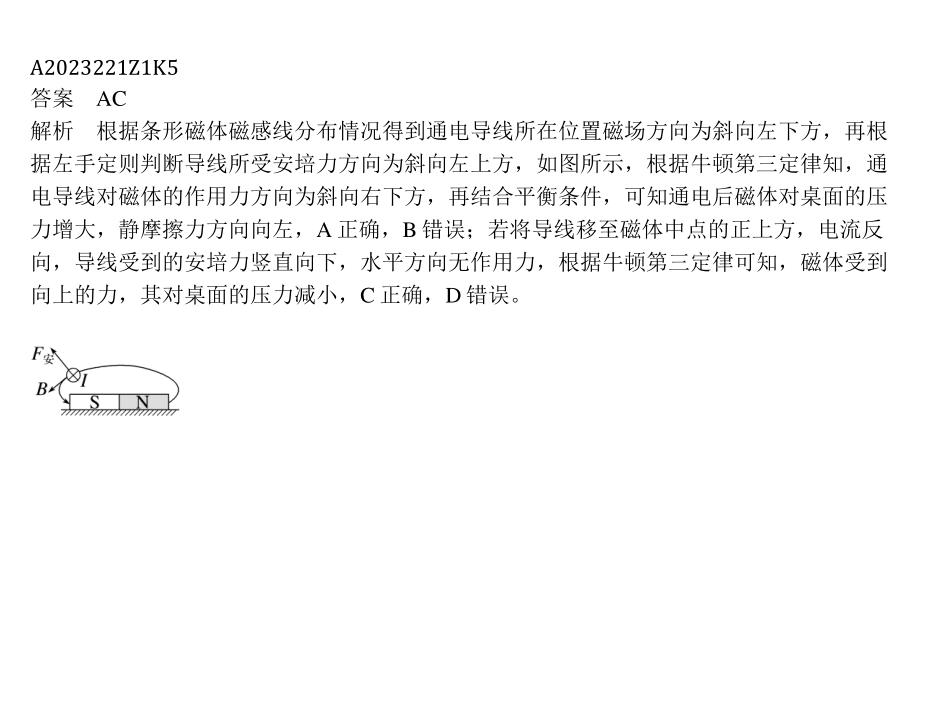 A2023221Z1K5
答案 AC
解析 根据条形磁体磁感线分布情况得到通电导线所在位置磁场方向为斜向左下方，再根
据左手定则判断导线所受安培力方向为斜向左上方，如图所示，根据牛顿第三定律知，通
电导线对磁体的作用力方向为斜向右下方，再结合平衡条件，可知通电后磁体对桌面的压
力增大，静摩擦力方向向左，A 正确，B 错误；若将导线移至磁体中点的正上方，电流反
向，导线受到的安培力竖直向下，水平方向无作用力，根据牛顿第三定律可知，磁体受到
向上的力，其对桌面的压力减小，C 正确，D 错误。
F安
I
B
S N